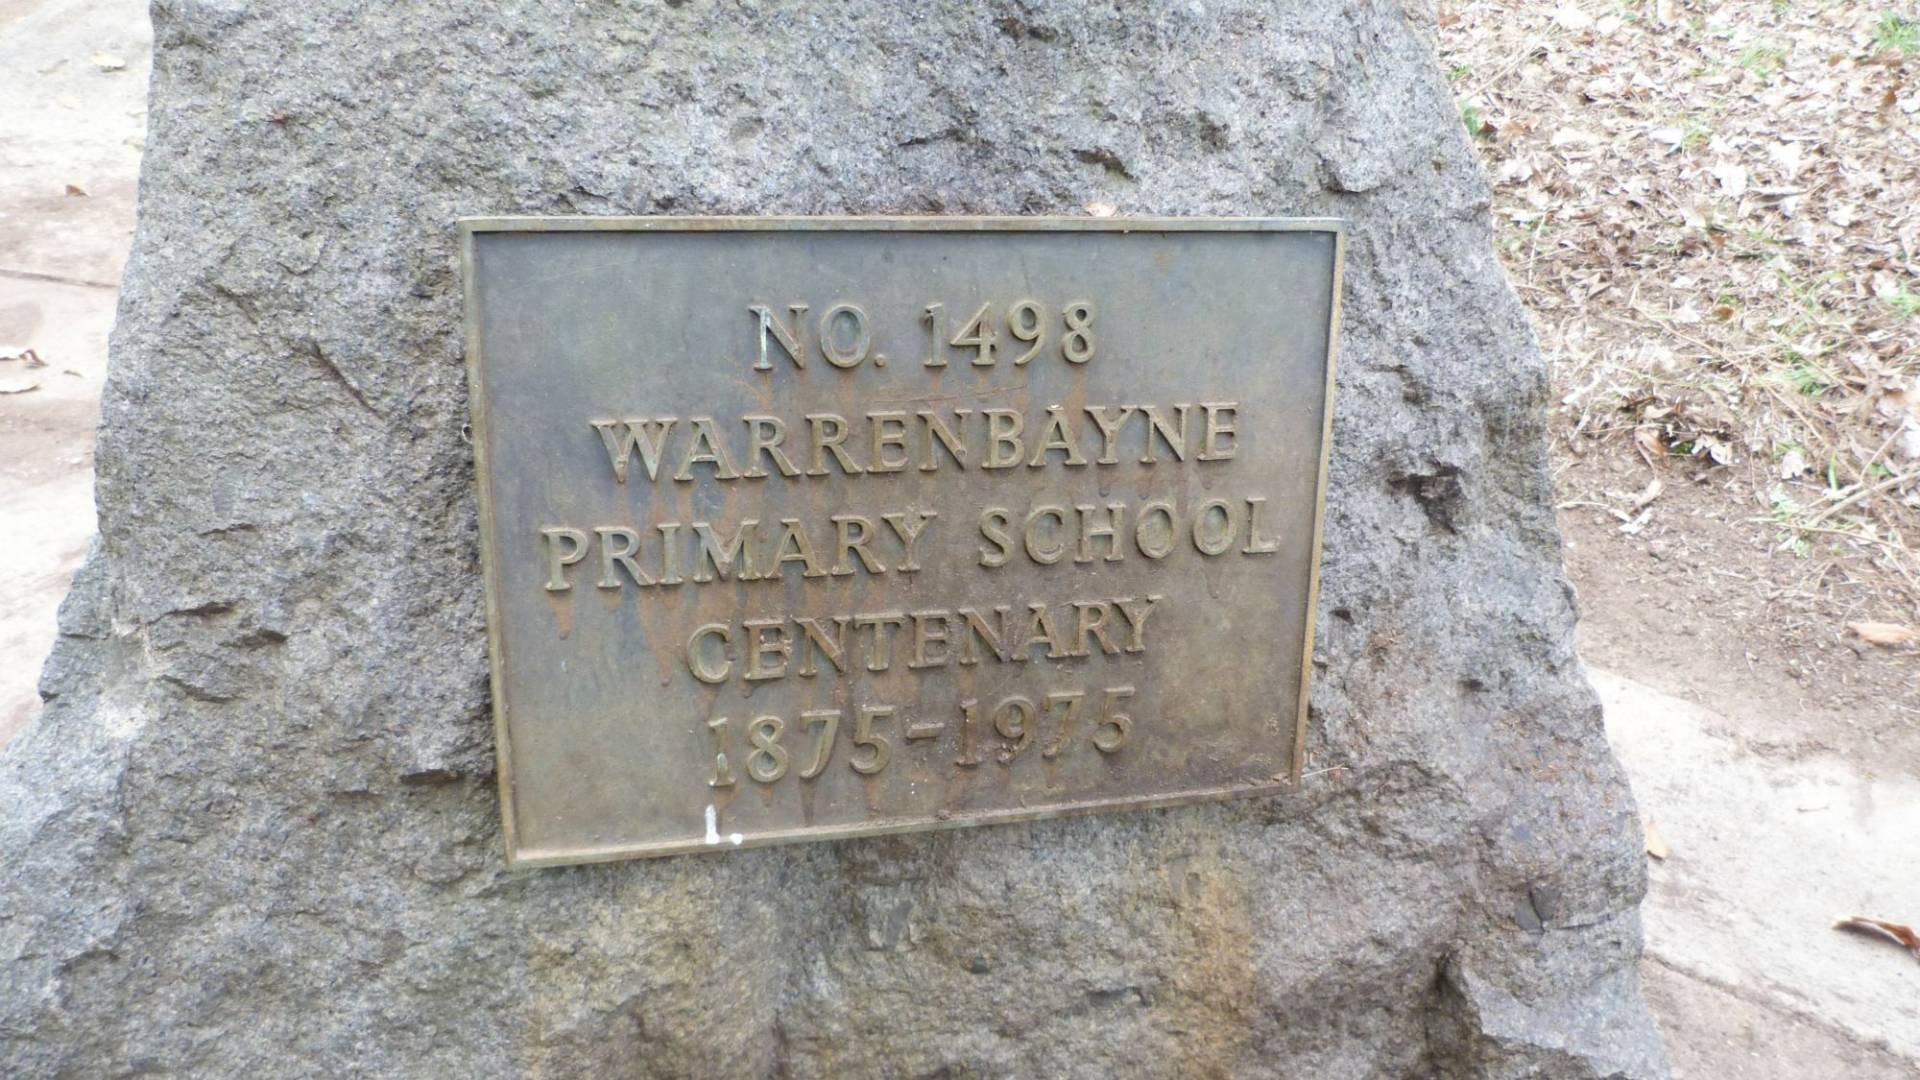 NO. 1498
WARRENBAYNE
PRIMARY SCHOOL
CENTENARY
1875-1975